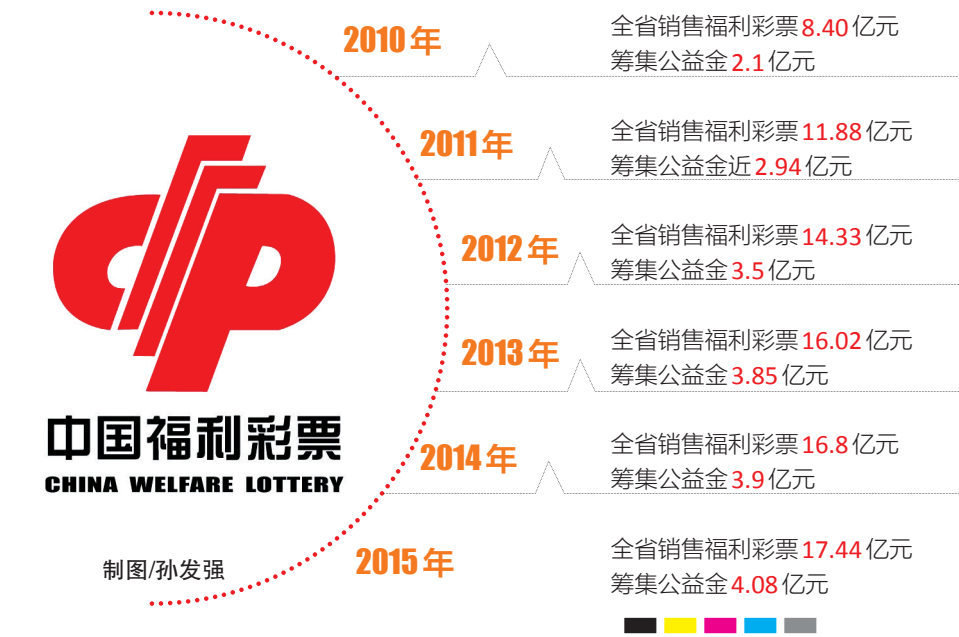 2010年
全省销售福利彩票8.40亿元
筹集公益金2.1亿元
2011年
全省销售福利彩票11.88亿元
筹集公益金近2.94亿元
2012年
全省销售福利彩票14.33亿元
筹集公益金3.5亿元
2013年
全省销售福利彩票16.02亿元
筹集公益金3.85亿元
2014年
全省销售福利彩票16.8亿元
筹集公益金3.9亿元
2015年
全省销售福利彩票17.44亿元
筹集公益金4.08亿元
中国福利彩票
CHINA WELFARE LOTTERY
制图/孙发强